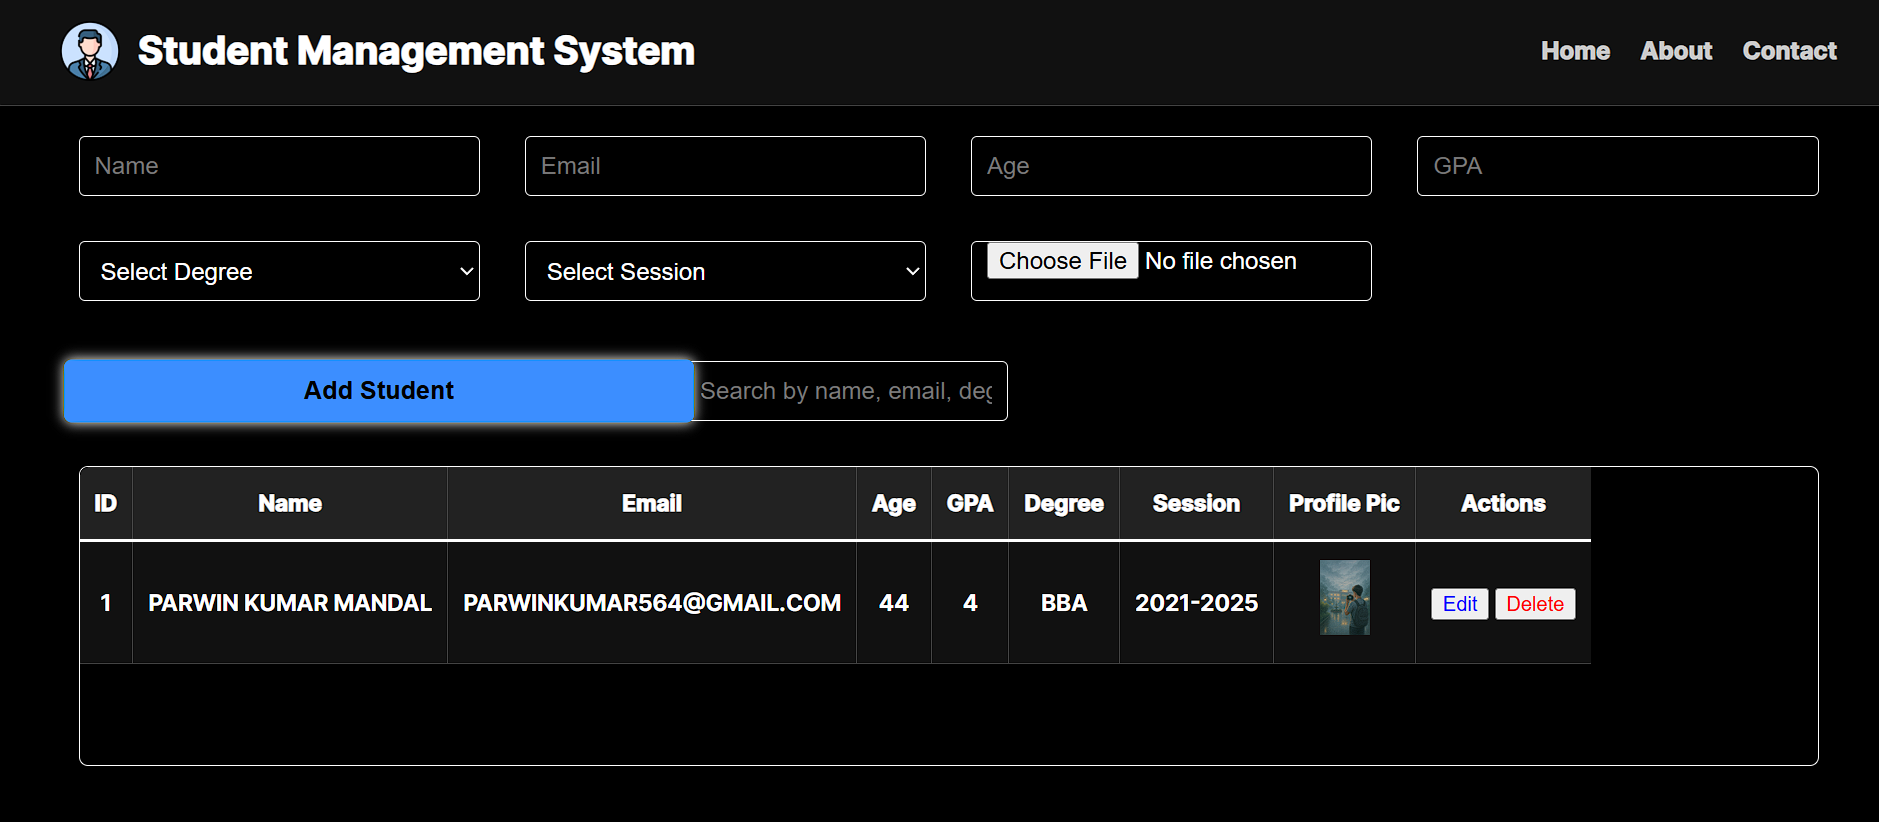 Student Management System
Home About Contact
Name Email Age GPA
Select Degree Select Session Choose File No file chosen
Add Student Search by name, email, deg
ID Name Email Age GPA Degree Session Profile Pic Actions
1 PARWIN KUMAR MANDAL PARWINKUMAR564@GMAIL.COM 44 4 BBA 2021-2025 Edit Delete